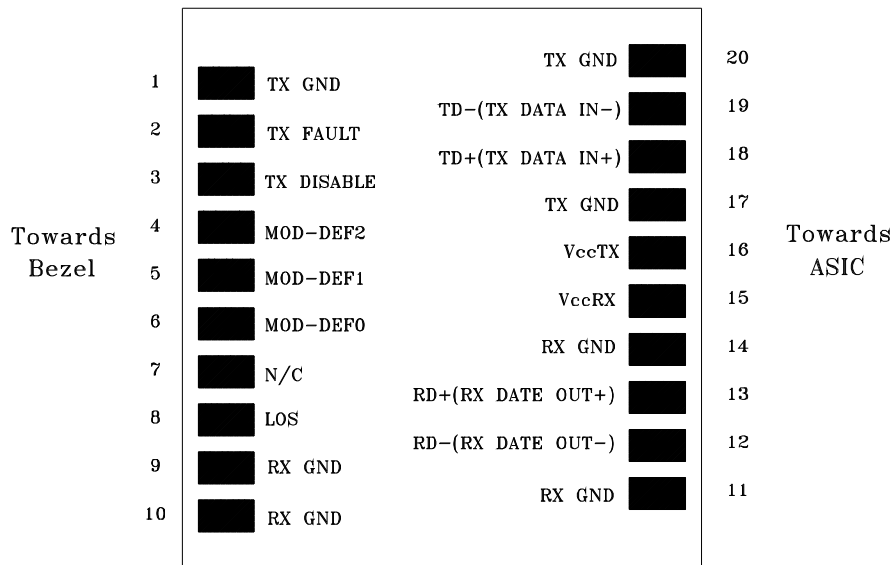 1 TX GND
2 TX FAULT
3 TX DISABLE
4 MOD-DEF2
5 MOD-DEF1
6 MOD-DEF0
7 N/C
8 LOS
9 RX GND
10 RX GND
Towards
Bezel
TX GND 20
TD-(TX DATA IN-) 19
TD+(TX DATA IN+) 18
TX GND 17
VccTX 16
VccRX 15
RX GND 14
RD+(RX DATE OUT+) 13
RD-(RX DATE OUT-) 12
RX GND 11
Towards
ASIC